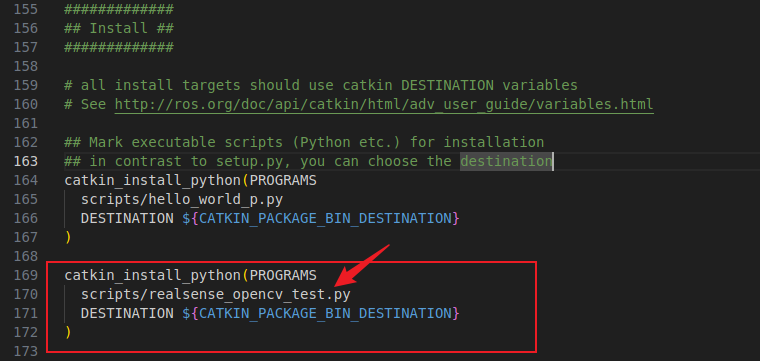 155 #############
156 ## Install ##
157 #############
158
159 # all install targets should use catkin DESTINATION variables
160 # See http://ros.org/doc/api/catkin/html/adv_user_guide/variables.html
161
162 ## Mark executable scripts (Python etc.) for installation
163 ## in contrast to setup.py, you can choose the destination
164 catkin_install_python(PROGRAMS
165   scripts/hello_world_p.py
166   DESTINATION ${CATKIN_PACKAGE_BIN_DESTINATION}
167 )
168
169 catkin_install_python(PROGRAMS
170   scripts/realsense_opencv_test.py
171   DESTINATION ${CATKIN_PACKAGE_BIN_DESTINATION}
172 )
173